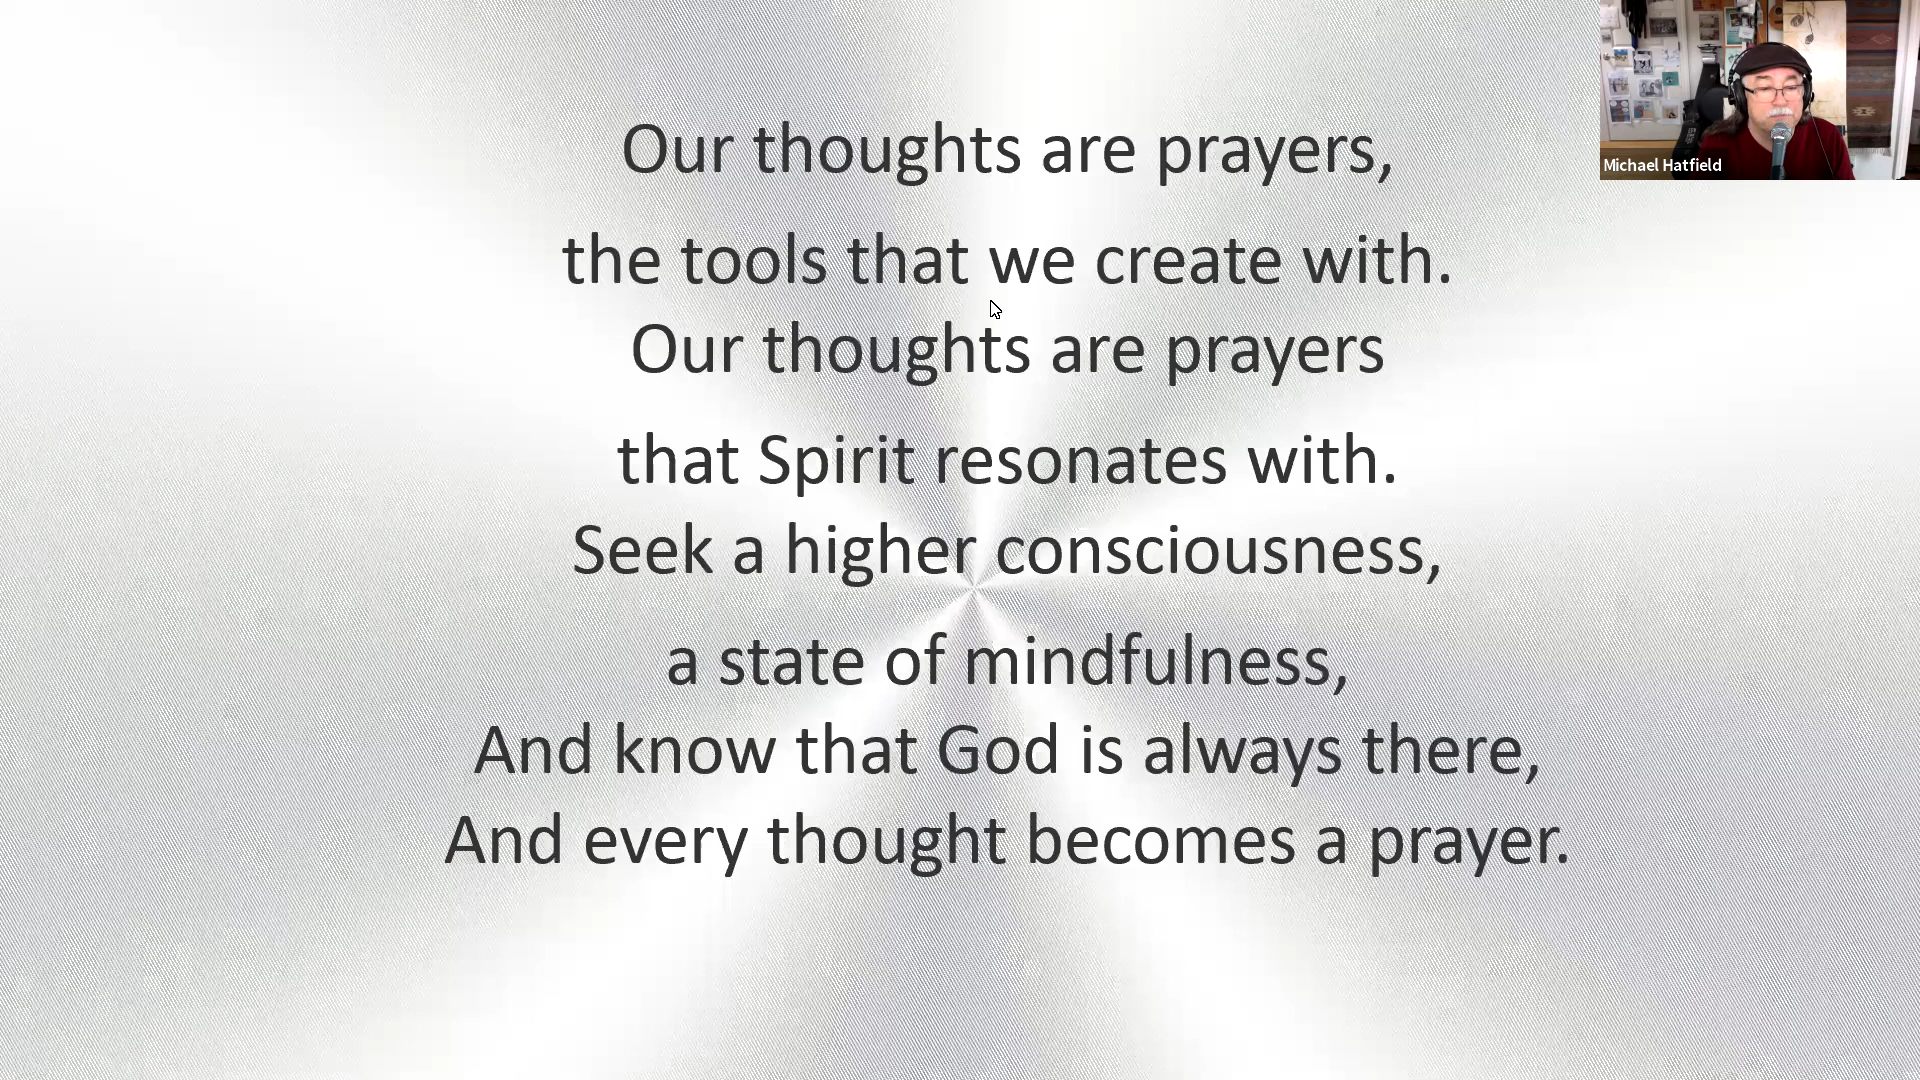 Our thoughts are prayers,
the tools that we create with.
Our thoughts are prayers
that Spirit resonates with.
Seek a higher consciousness,
a state of mindfulness,
And know that God is always there,
And every thought becomes a prayer.
Michael Hatfield